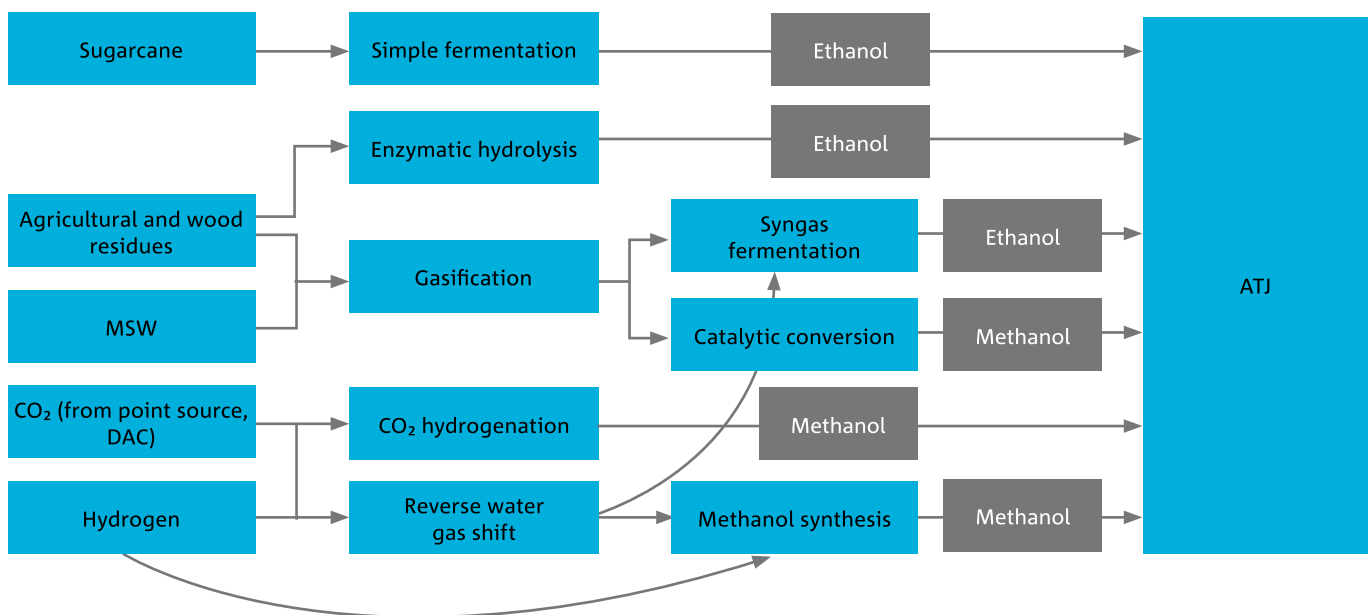 Sugarcane
Simple fermentation
Ethanol
Enzymatic hydrolysis
Ethanol
Agricultural and wood
residues
Gasification
Syngas
fermentation
Ethanol
MSW
Catalytic conversion
Methanol
CO₂ (from point source,
DAC)
CO₂ hydrogenation
Methanol
Hydrogen
Reverse water
gas shift
Methanol synthesis
Methanol
ATJ